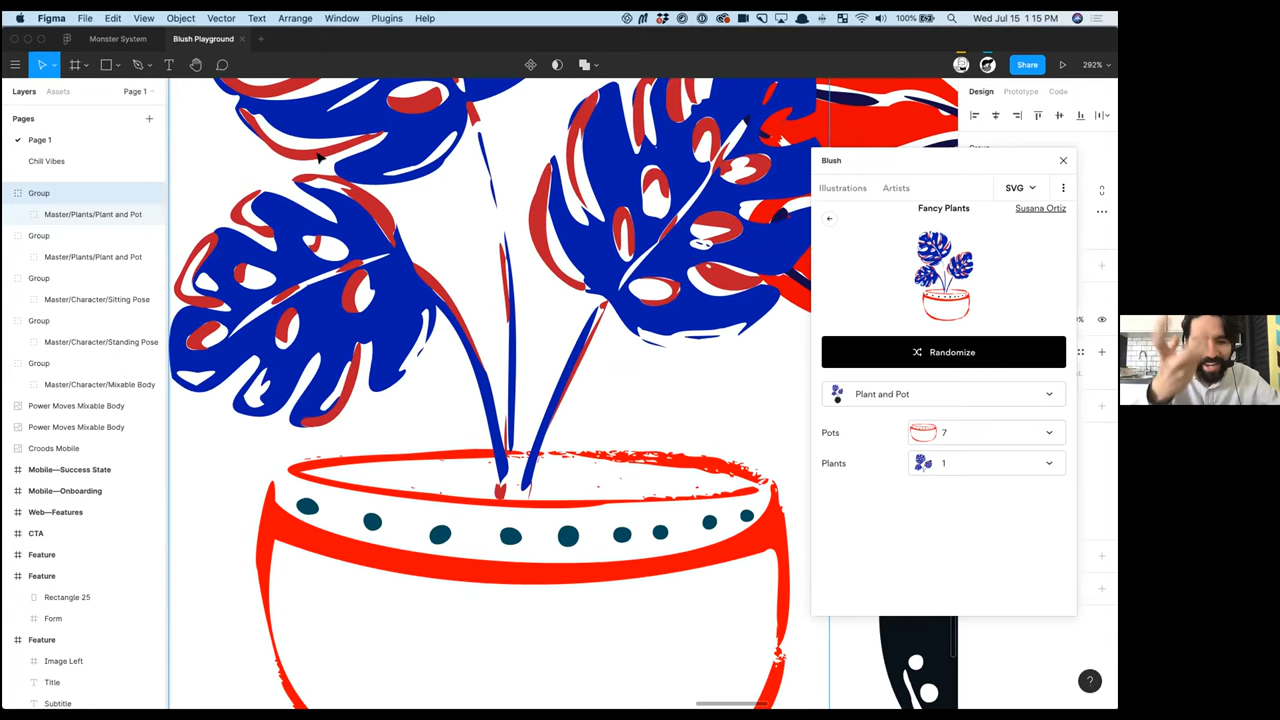 Figma File Edit View Object Vector Text Arrange Window Plugins Help 100% Wed Jul 15 1:15 PM
Monster System Blush Playground
Share 292%
Layers Assets Page 1
Design Prototype Code
Pages
Page 1
Chill Vibes
Group
Master/Plants/Plant and Pot
Group
Master/Plants/Plant and Pot
Group
Master/Character/Sitting Pose
Group
Master/Character/Standing Pose
Group
Master/Character/Mixable Body
Power Moves Mixable Body
Power Moves Mixable Body
Croods Mobile
Mobile—Success State
Mobile—Onboarding
Web—Features
CTA
Feature
Feature
Rectangle 25
Form
Feature
Image Left
Title
Subtitle
Blush
Illustrations Artists SVG
Fancy Plants Susana Ortiz
Randomize
Plant and Pot
Pots 7
Plants 1
?